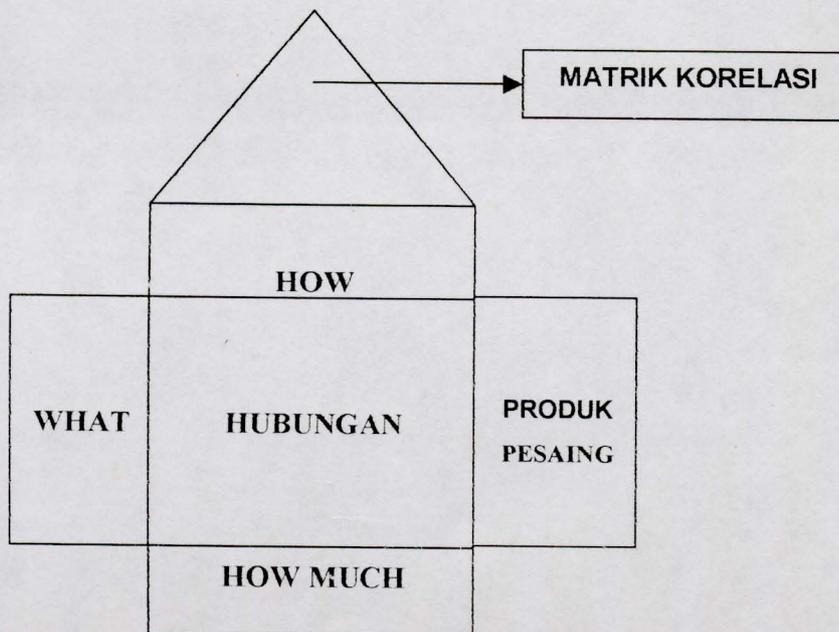 MATRIK KORELASI
HOW
WHAT
HUBUNGAN
PRODUK
PESAING
HOW MUCH